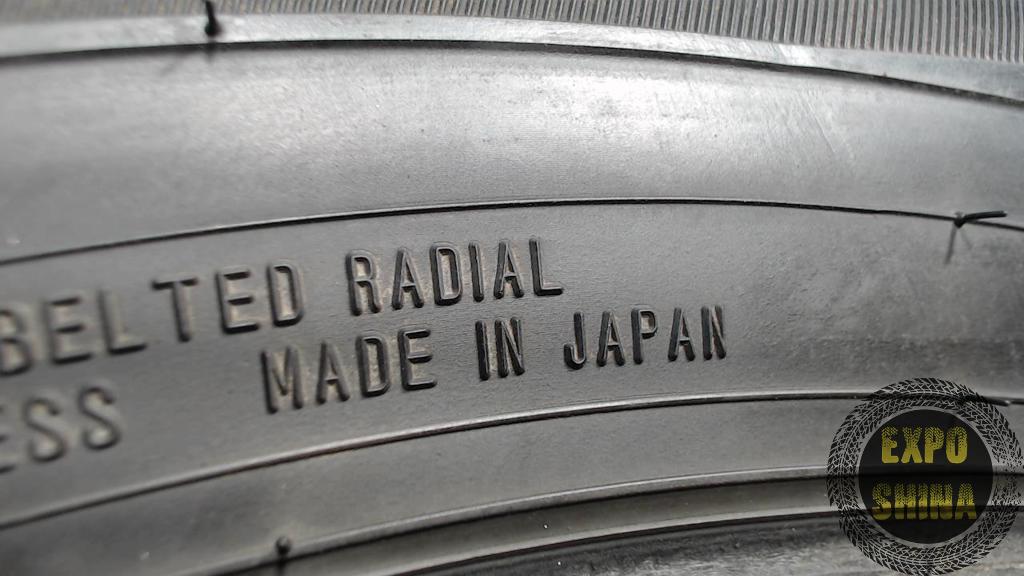 BELTED RADIAL
ESS MADE IN JAPAN
EXPO
SHINA